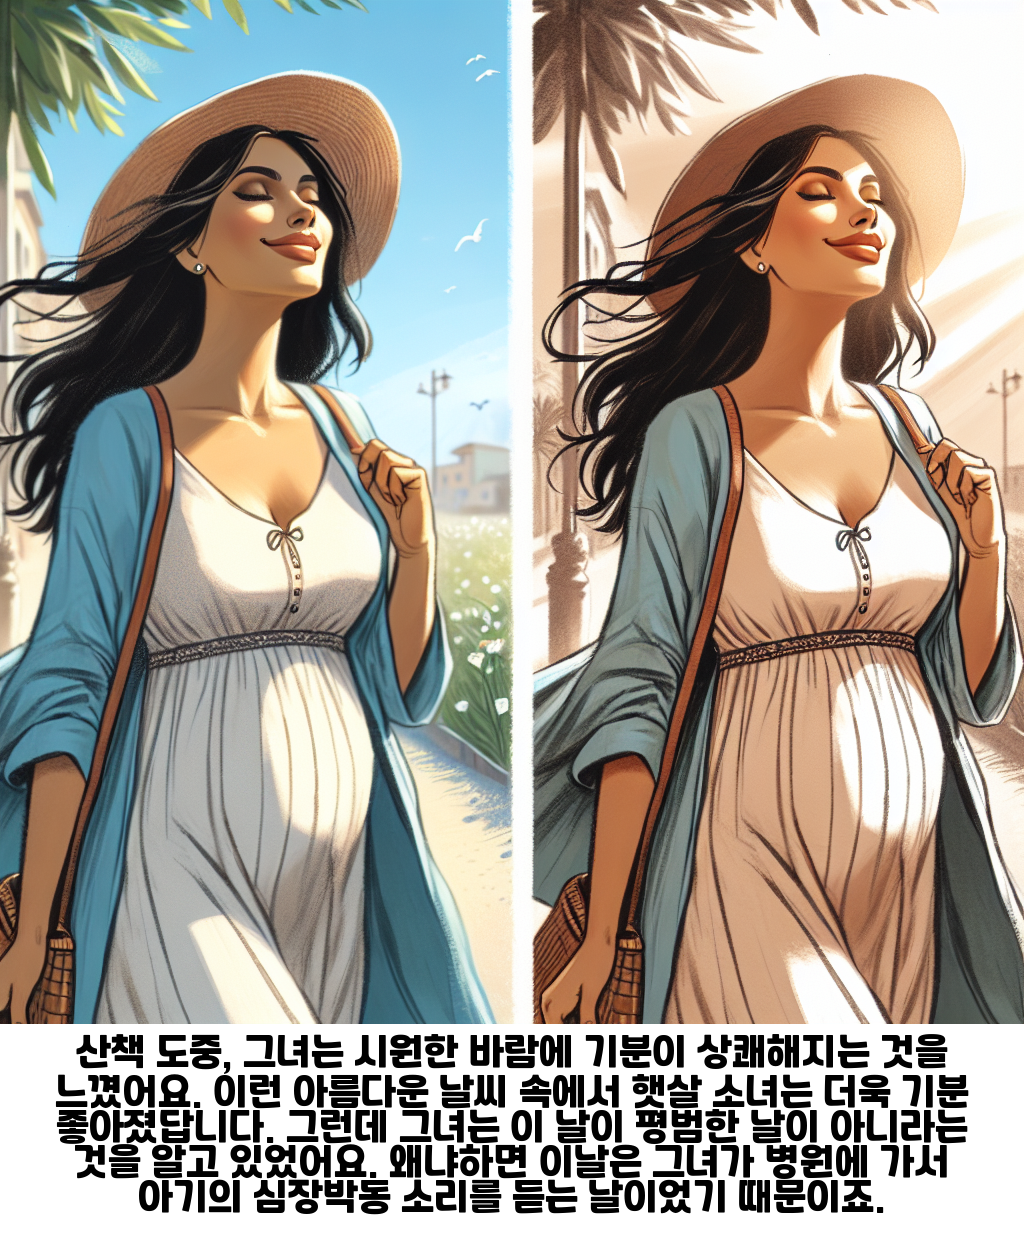 산책 도중, 그녀는 시원한 바람에 기분이 상쾌해지는 것을
느꼈어요. 이런 아름다운 날씨 속에서 햇살 소녀는 더욱 기분
좋아졌답니다. 그런데 그녀는 이 날이 평범한 날이 아니라는
것을 알고 있었어요. 왜냐하면 이날은 그녀가 병원에 가서
아기의 심장박동 소리를 듣는 날이었기 때문이죠.